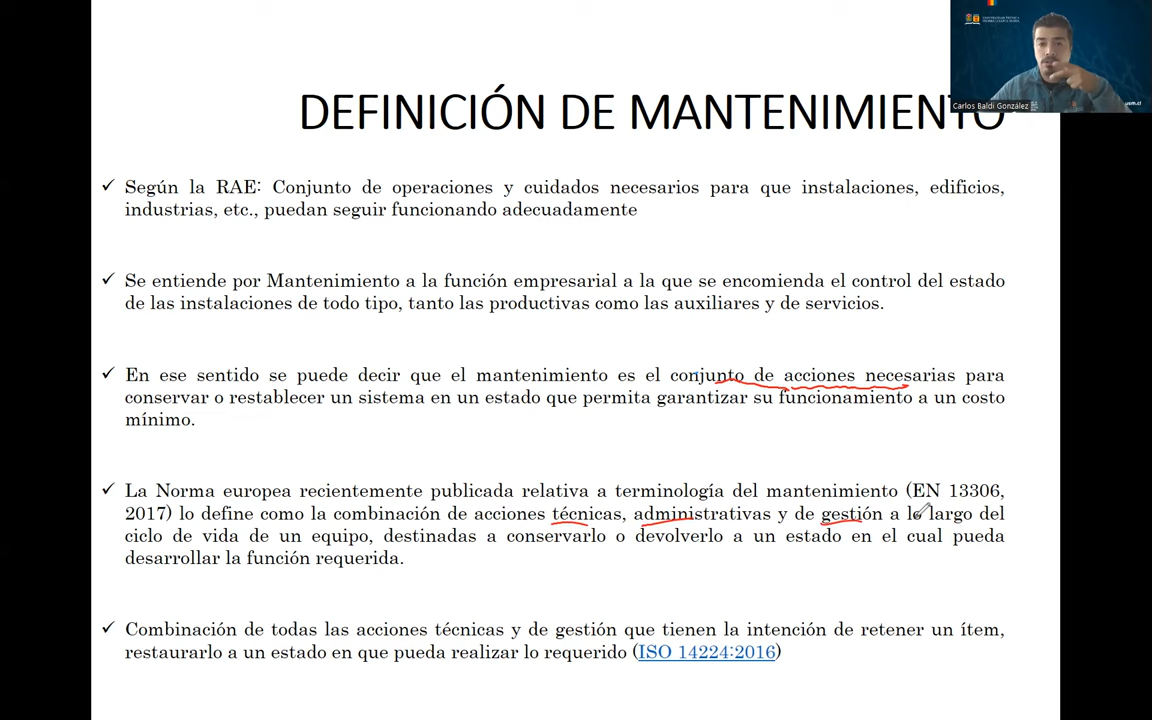 UNIVERSIDAD TÉCNICA
FEDERICO SANTA MARÍA
usm.cl
Carlos Baldi González
DEFINICIÓN DE MANTENIMIENTO
✓ Según la RAE: Conjunto de operaciones y cuidados necesarios para que instalaciones, edificios,
industrias, etc., puedan seguir funcionando adecuadamente
✓ Se entiende por Mantenimiento a la función empresarial a la que se encomienda el control del estado
de las instalaciones de todo tipo, tanto las productivas como las auxiliares y de servicios.
✓ En ese sentido se puede decir que el mantenimiento es el conjunto de acciones necesarias para
conservar o restablecer un sistema en un estado que permita garantizar su funcionamiento a un costo
mínimo.
✓ La Norma europea recientemente publicada relativa a terminología del mantenimiento (EN 13306,
2017) lo define como la combinación de acciones técnicas, administrativas y de gestión a lo largo del
ciclo de vida de un equipo, destinadas a conservarlo o devolverlo a un estado en el cual pueda
desarrollar la función requerida.
✓ Combinación de todas las acciones técnicas y de gestión que tienen la intención de retener un ítem,
restaurarlo a un estado en que pueda realizar lo requerido (ISO 14224:2016)